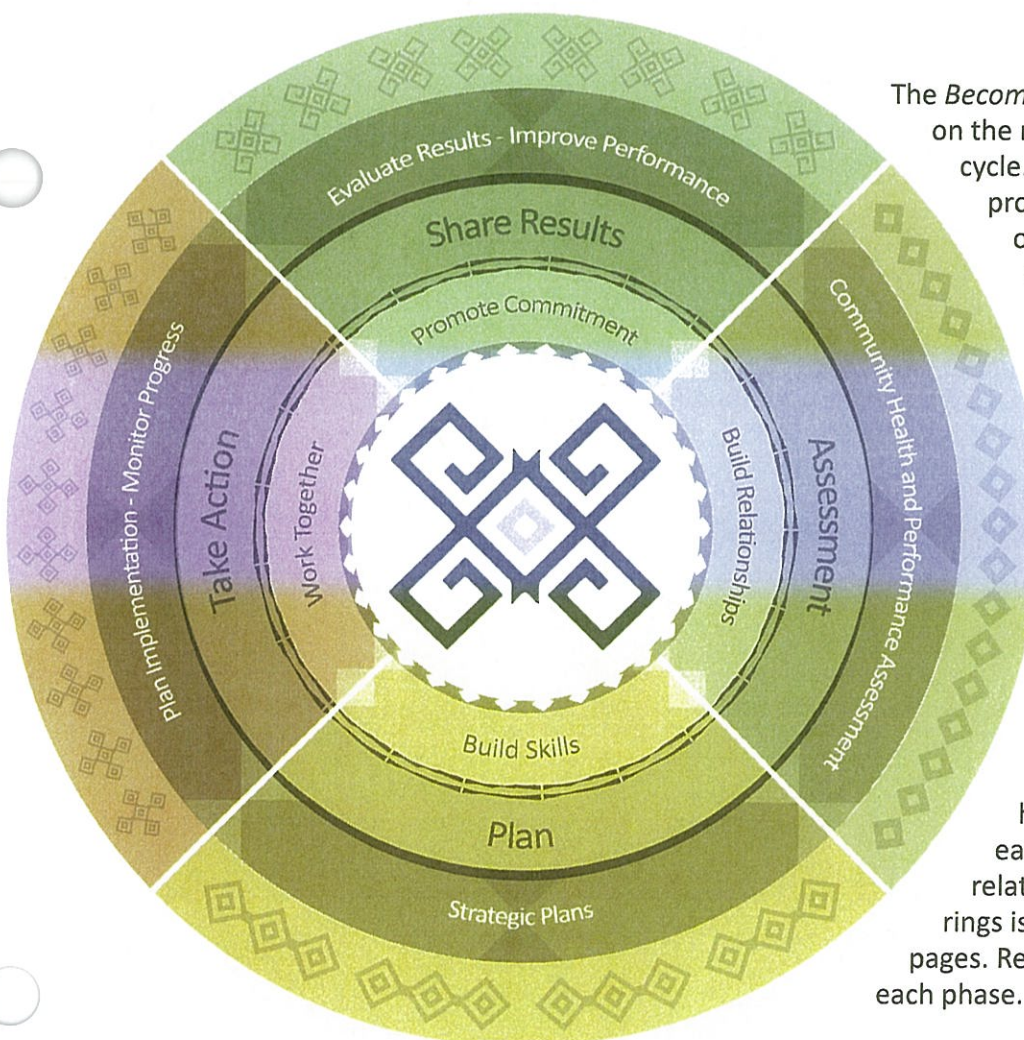 The Becom
on the
cycle.
pro
Evaluate Results - Improve Performance
Share Results
Promote Commitment
Community Health and Performance Assessment
Assessment
Build Relationships
Plan Implementation - Monitor Progress
Take Action
Work Together
Build Skills
Plan
Strategic Plans
ea
relat
rings is
pages. Re
each phase.